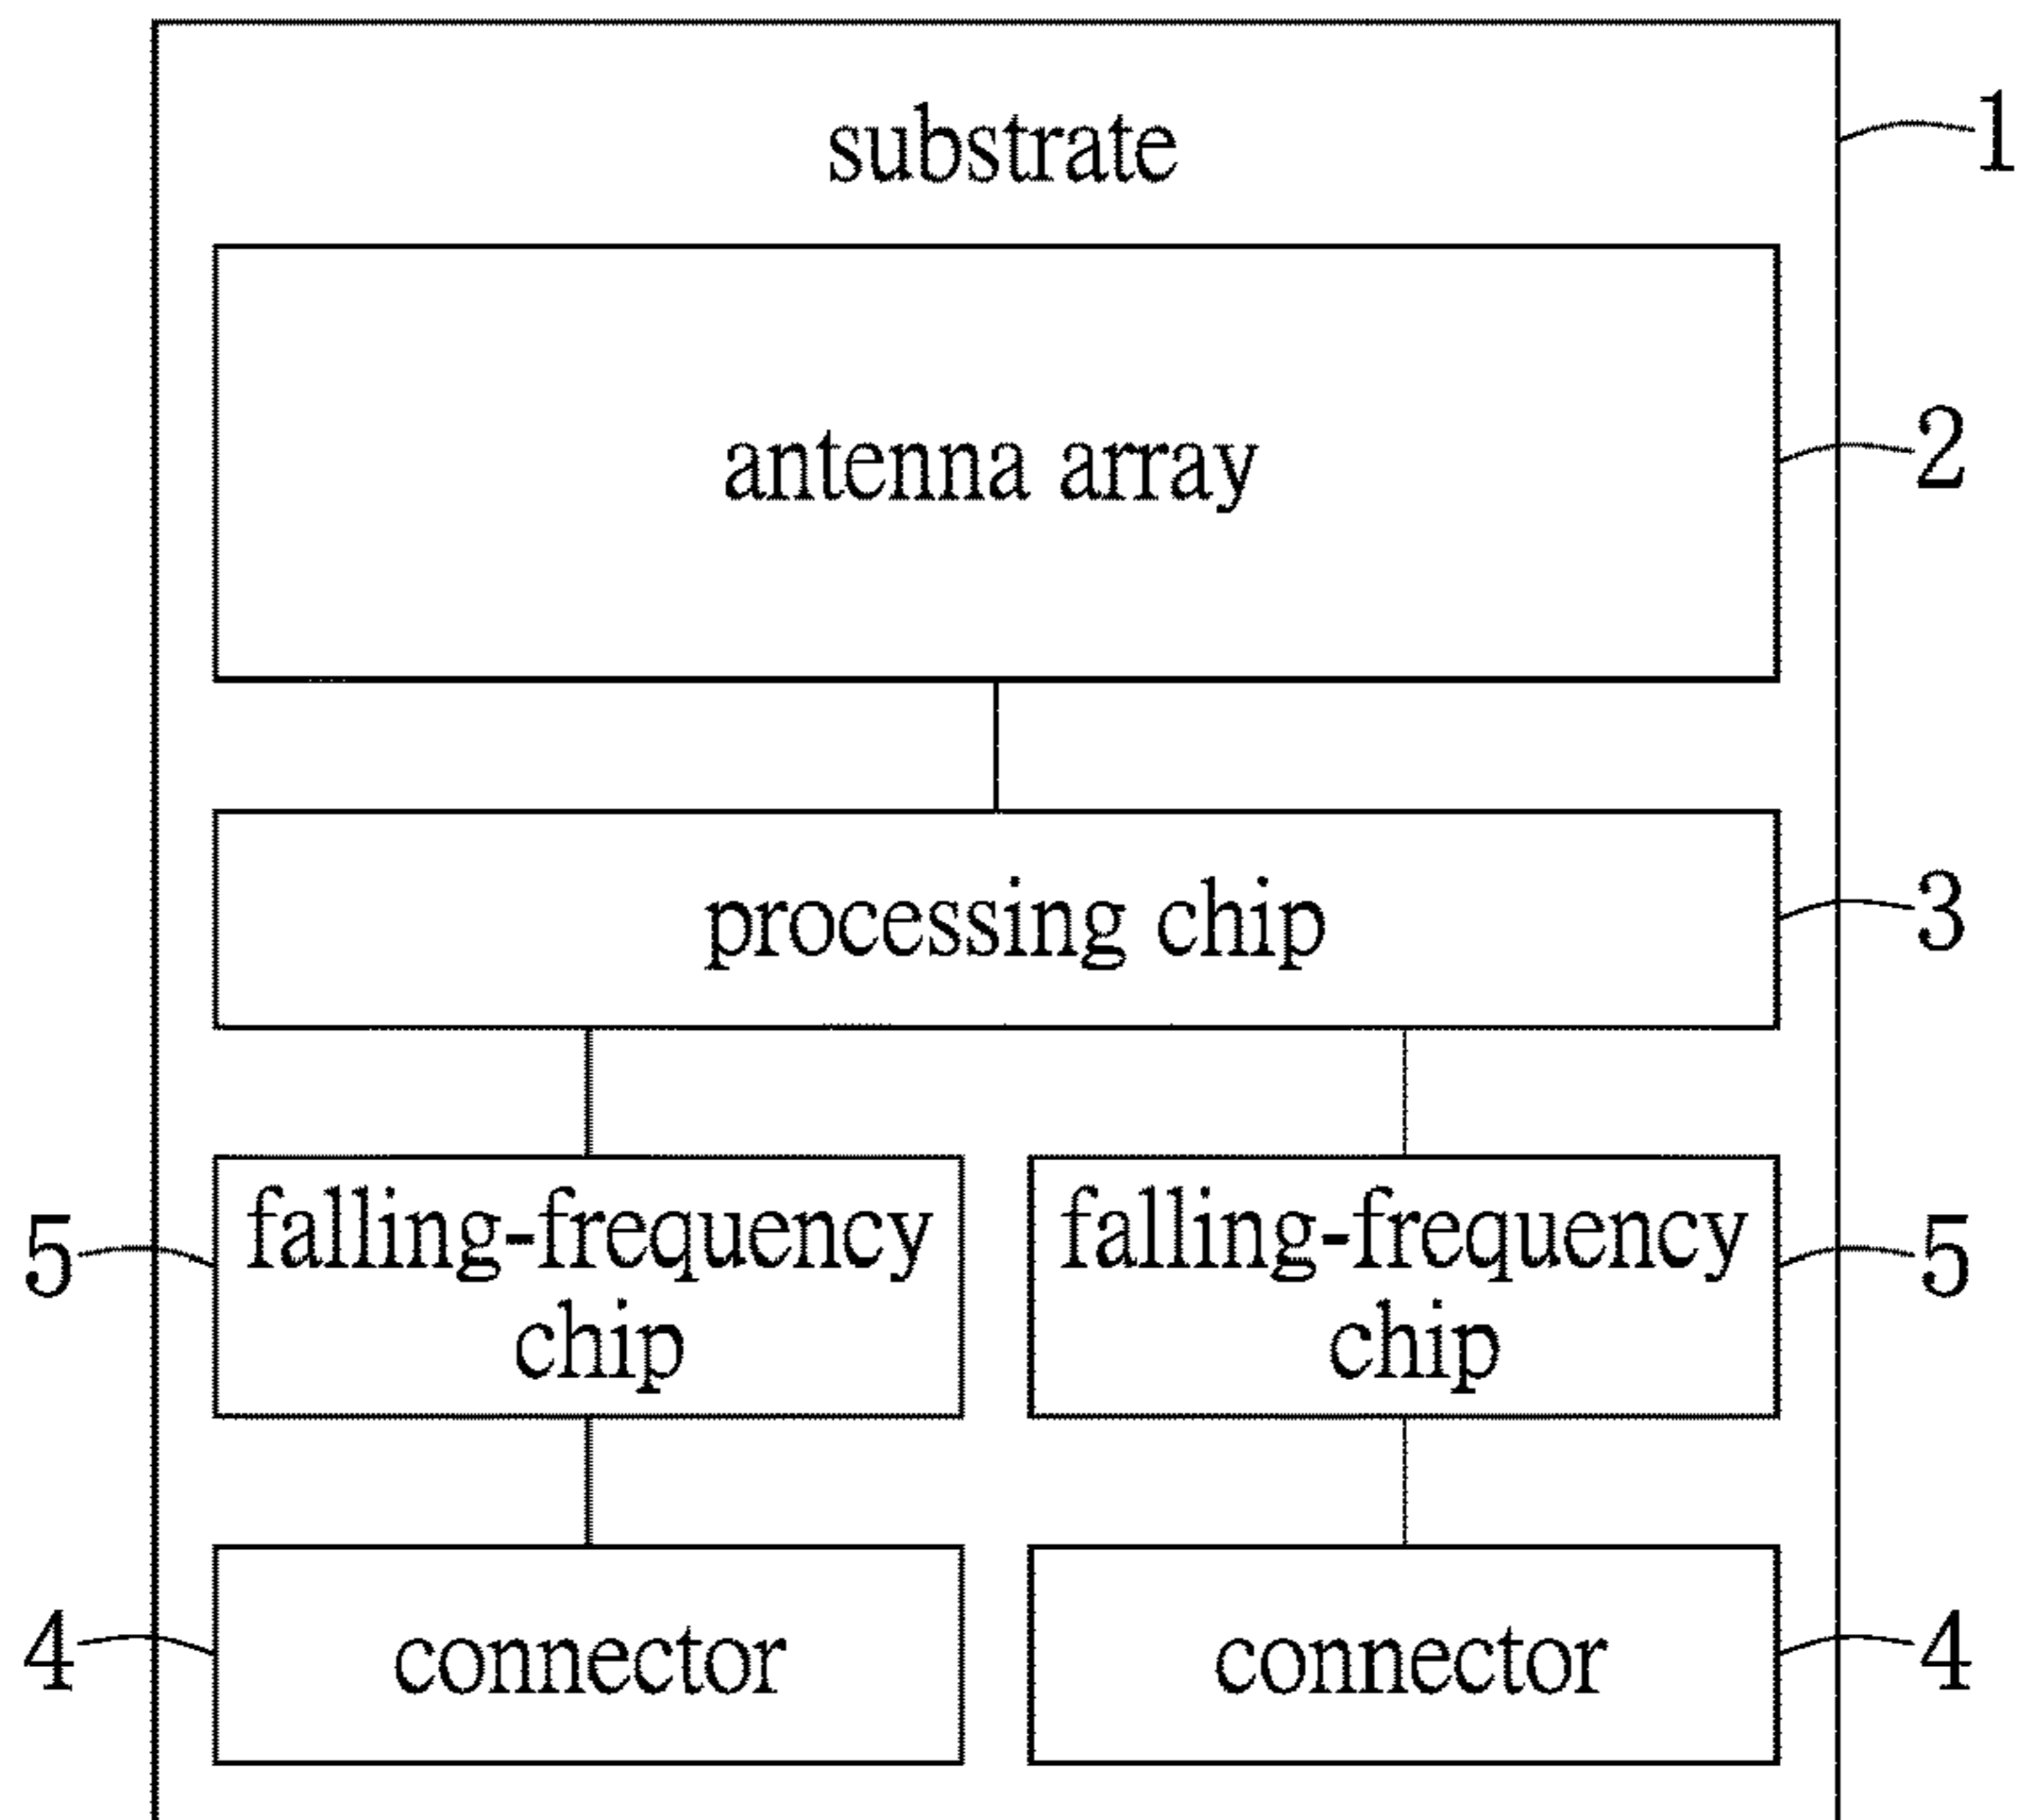 substrate
1
antenna array
2
processing chip
3
5
falling-frequency
chip
falling-frequency
chip
5
4
connector
connector
4